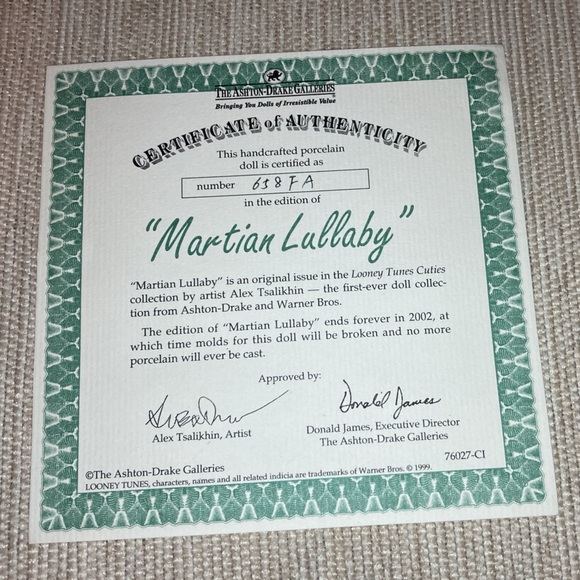 THE ASHTON-DRAKE GALLERIES
Bringing You Dolls of Irresistible Value
CERTIFICATE of AUTHENTICITY
This handcrafted porcelain
doll is certified as
number 638FA
in the edition of
"Martian Lullaby"
"Martian Lullaby" is an original issue in the Looney Tunes Cuties
collection by artist Alex Tsalikhin — the first-ever doll collec-
tion from Ashton-Drake and Warner Bros.
The edition of "Martian Lullaby" ends forever in 2002, at
which time molds for this doll will be broken and no more
porcelain will ever be cast.
Approved by:
Donald James
Alex Tsalikhin, Artist
Donald James, Executive Director
The Ashton-Drake Galleries
76027-CI
©The Ashton-Drake Galleries
LOONEY TUNES, characters, names and all related indicia are trademarks of Warner Bros. © 1999.